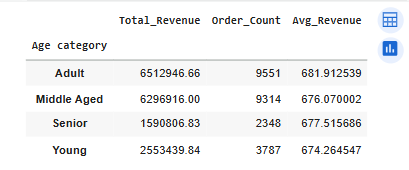 Total_Revenue Order_Count Avg_Revenue
Age category
Adult 6512946.66 9551 681.912539
Middle Aged 6296916.00 9314 676.070002
Senior 1590806.83 2348 677.515686
Young 2553439.84 3787 674.264547